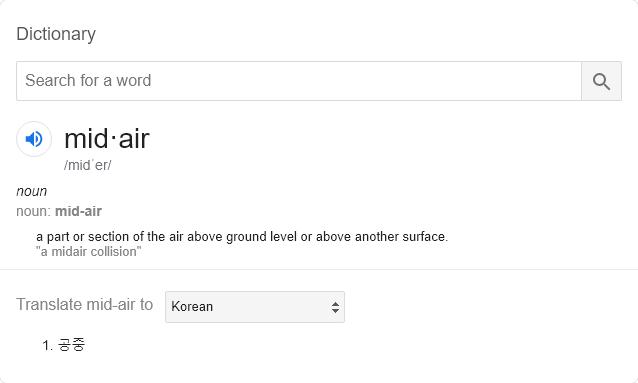 Dictionary
Search for a word
mid·air
/midˈer/
noun
noun: mid-air
a part or section of the air above ground level or above another surface.
"a midair collision"
Translate mid-air to Korean
1. 공중